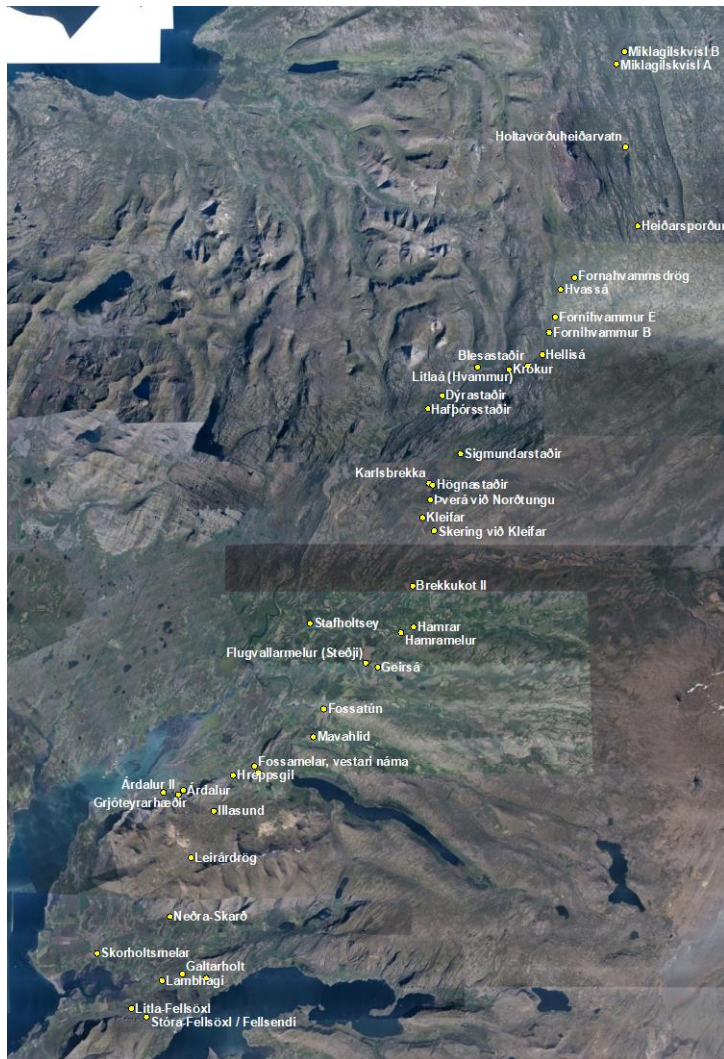 Miklagilskvísl B
Miklagilskvísl A
Holtavörðuheiðarvatn
Heiðarsporður
Fornahvammsdrög
Hvassá
Fornihvammur E
Fornihvammur B
Hellisá
Blesastaðir
Krókur
Litlaá (Hvammur)
Dýrastaðir
Hafþórsstaðir
Sigmundarstaðir
Karlsbrekka
Högnastaðir
Þverá við Norðtungu
Kleifar
Skering við Kleifar
Brekkukot II
Stafholtsey
Hamrar
Hamramelur
Flugvallarmelur (Steðji)
Geirsá
Fossatún
Mavahlid
Fossamelar, vestari náma
Hreppsgil
Árdalur II
Árdalur
Grjóteyrarhæðir
Illasund
Leirárdrög
Neðra-Skarð
Skorholtsmelar
Galtarholt
Lambhagi
Litla-Fellsöxl
Stóra-Fellsöxl / Fellsendi